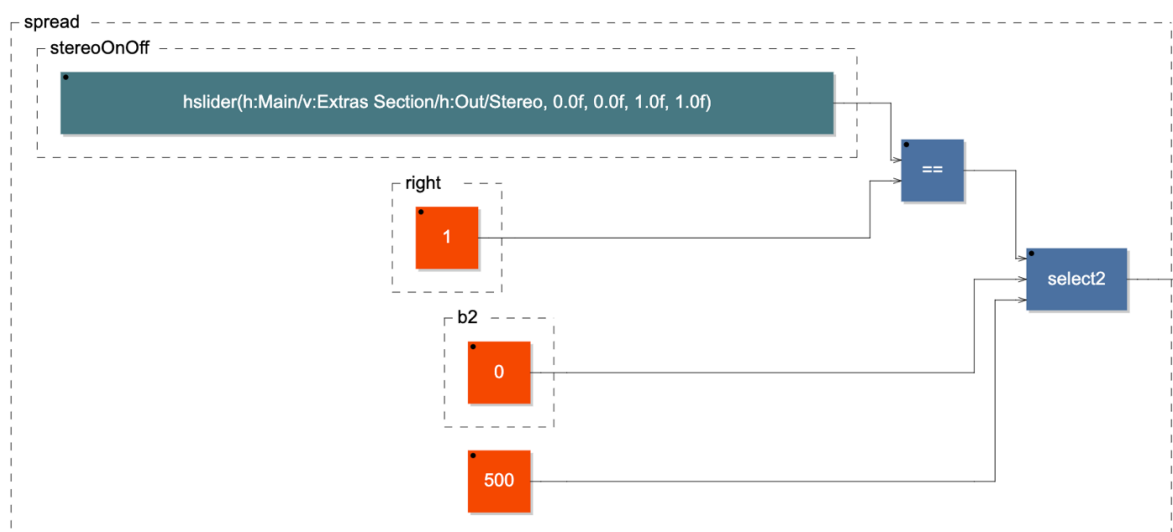 spread
stereoOnOff
hslider(h:Main/v:Extras Section/h:Out/Stereo, 0.0f, 0.0f, 1.0f, 1.0f)
==
right
1
select2
b2
0
500